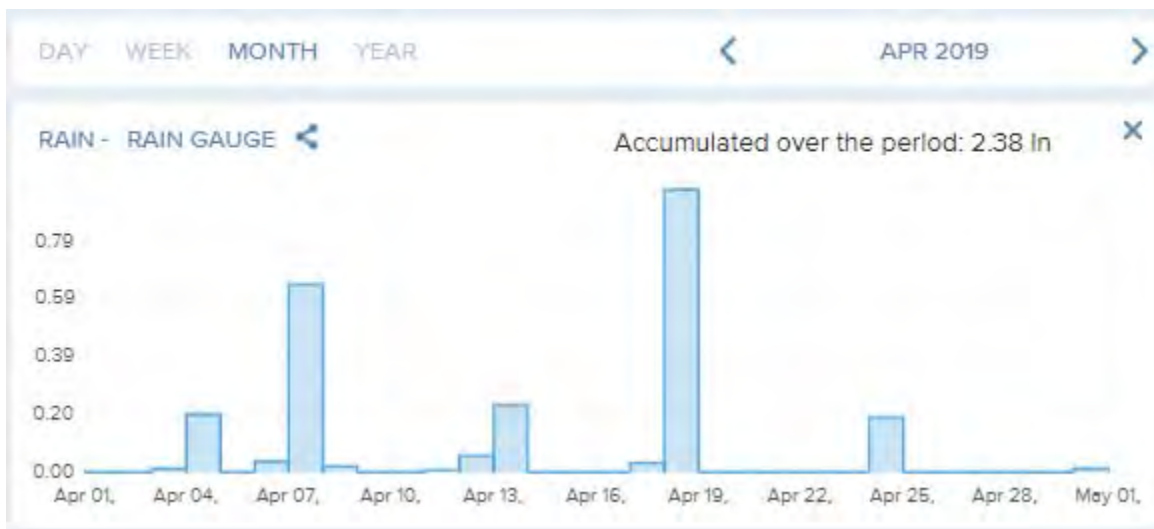 DAY WEEK MONTH YEAR < APR 2019 >
RAIN - RAIN GAUGE Accumulated over the period: 2.38 In ×
0.79
0.59
0.39
0.20
0.00
Apr 01, Apr 04, Apr 07, Apr 10, Apr 13, Apr 16, Apr 19, Apr 22, Apr 25, Apr 28, May 01,